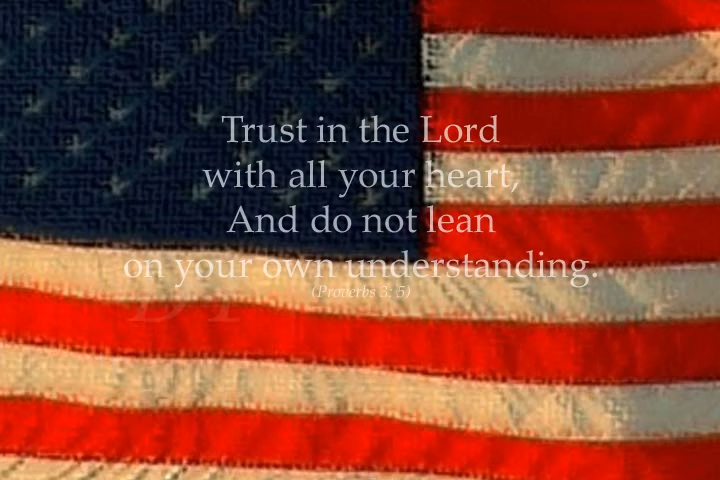 Trust in the Lord
with all your heart,
And do not lean
on your own understanding.
(Proverbs 3: 5)